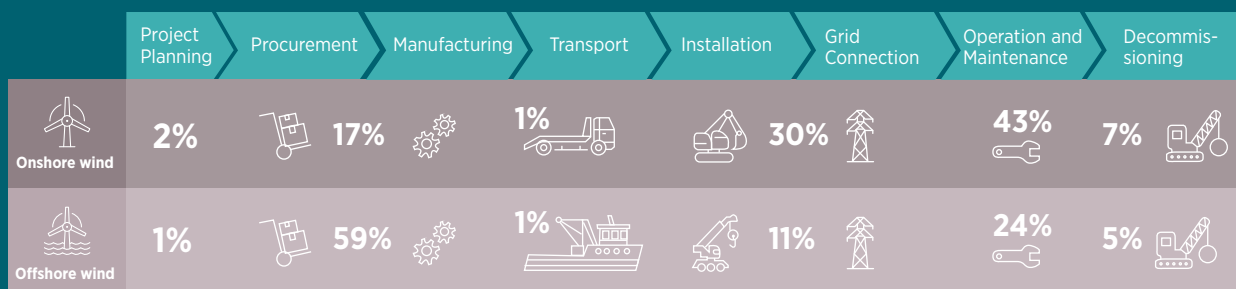 Project
Planning
Procurement
Manufacturing
Transport
Installation
Grid
Connection
Operation and
Maintenance
Decommis-
sioning
Onshore wind
2%
17%
1%
30%
43%
7%
Offshore wind
1%
59%
1%
11%
24%
5%